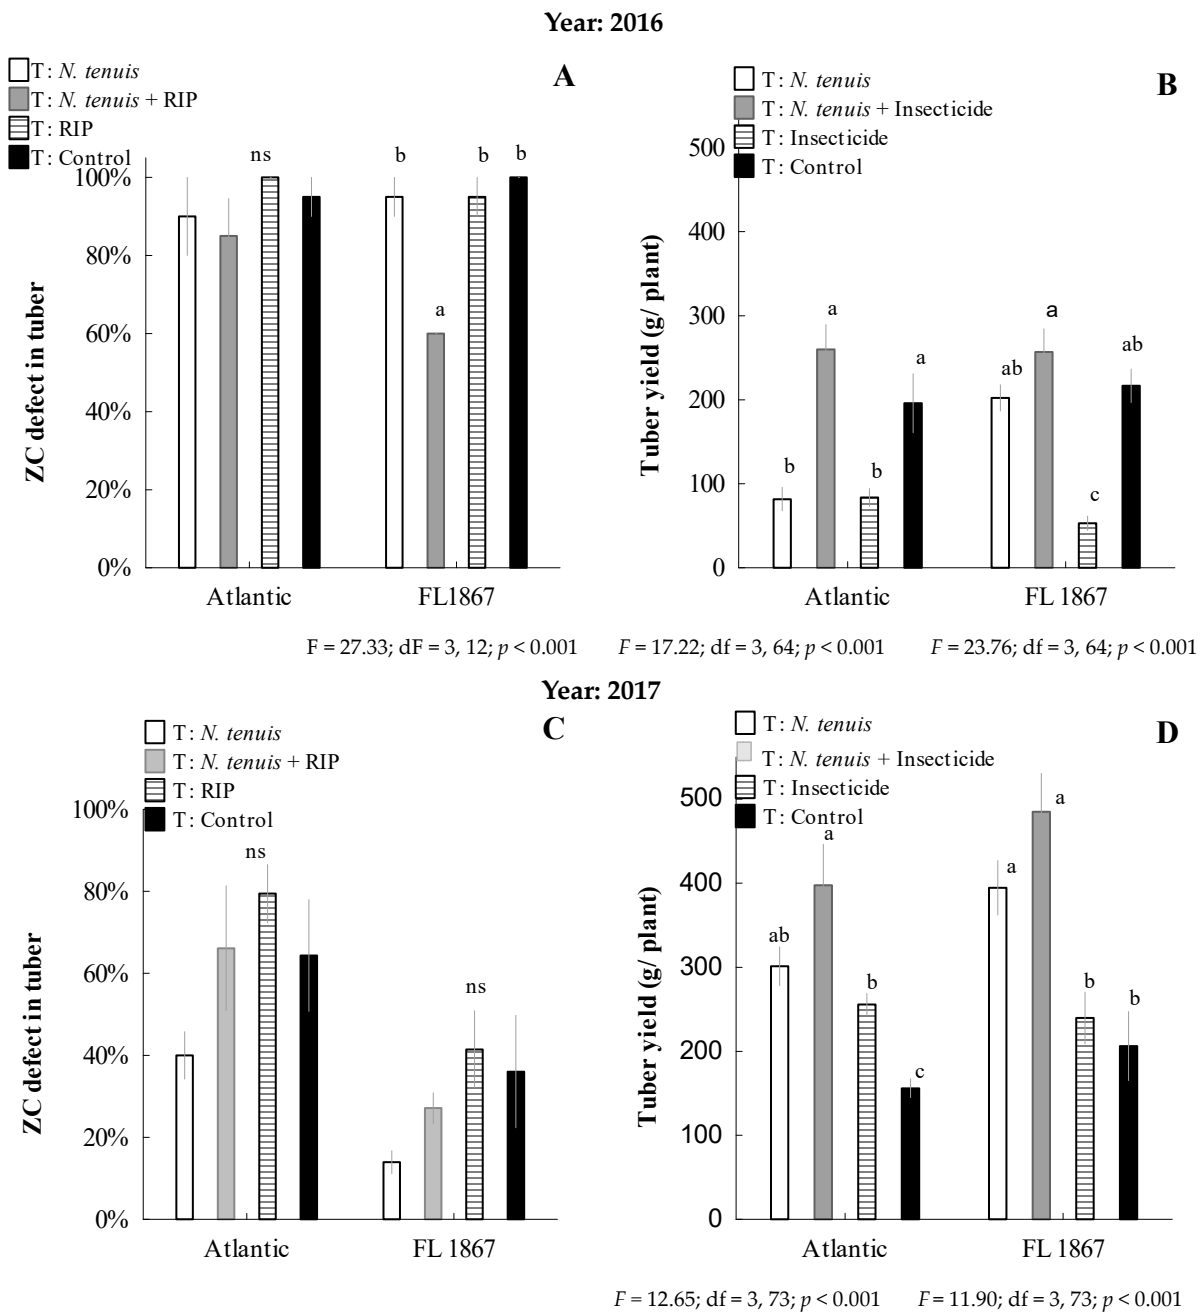 Year: 2016
A
T: N. tenuis
T: N. tenuis + RIP
T: RIP
T: Control
ns b b b
a
100%
80%
60%
40%
20%
0%
ZC defect in tuber
Atlantic FL1867
B
T: N. tenuis
T: N. tenuis + Insecticide
T: Insecticide
T: Control
500
400
300
200
100
0
Tuber yield (g/ plant)
b a b a ab a c ab
Atlantic FL 1867
F = 27.33; dF = 3, 12; p < 0.001 F = 17.22; df = 3, 64; p < 0.001 F = 23.76; df = 3, 64; p < 0.001
Year: 2017
C
T: N. tenuis
T: N. tenuis + RIP
T: RIP
T: Control
100%
80%
60%
40%
20%
0%
ZC defect in tuber
ns ns
Atlantic FL 1867
D
T: N. tenuis
T: N. tenuis + Insecticide
T: Insecticide
T: Control
500
400
300
200
100
0
Tuber yield (g/ plant)
ab a b c a a b b
Atlantic FL 1867
F = 12.65; df = 3, 73; p < 0.001 F = 11.90; df = 3, 73; p < 0.001